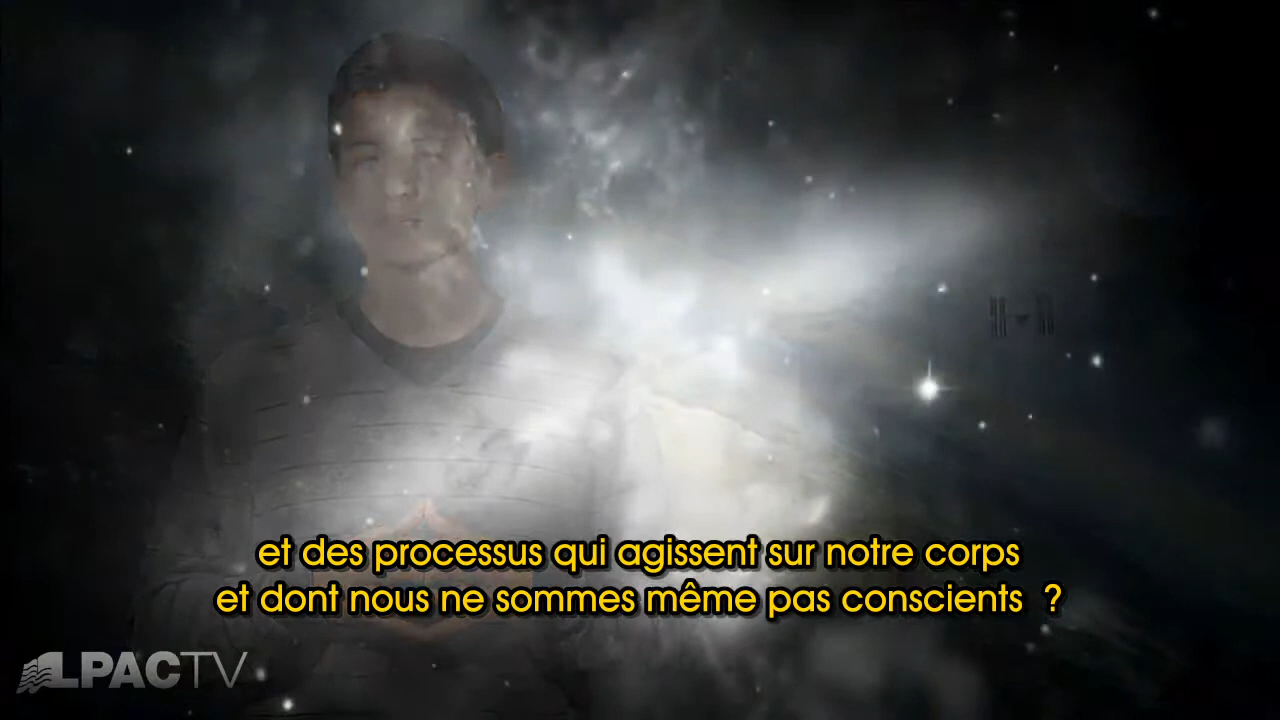 et des processus qui agissent sur notre corps
et dont nous ne sommes même pas conscients  ?
LPACTV